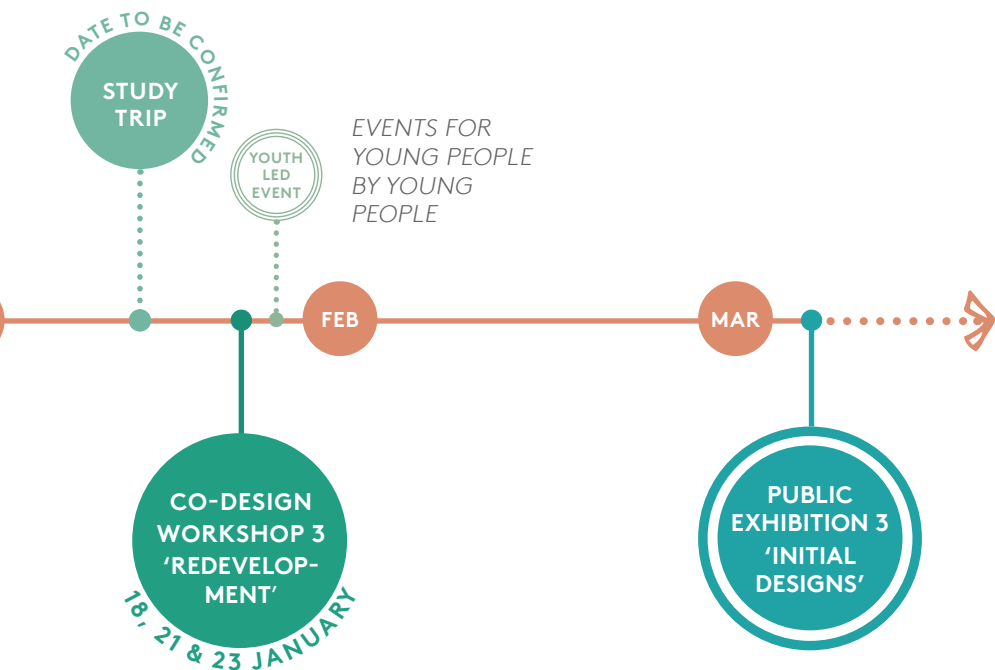 DATE TO BE CONFIRMED
STUDY
TRIP
YOUTH
LED
EVENT
EVENTS FOR
YOUNG PEOPLE
BY YOUNG
PEOPLE
FEB
MAR
CO-DESIGN
WORKSHOP 3
‘REDEVELOP-
MENT’
18, 21 & 23 JANUARY
PUBLIC
EXHIBITION 3
‘INITIAL
DESIGNS’